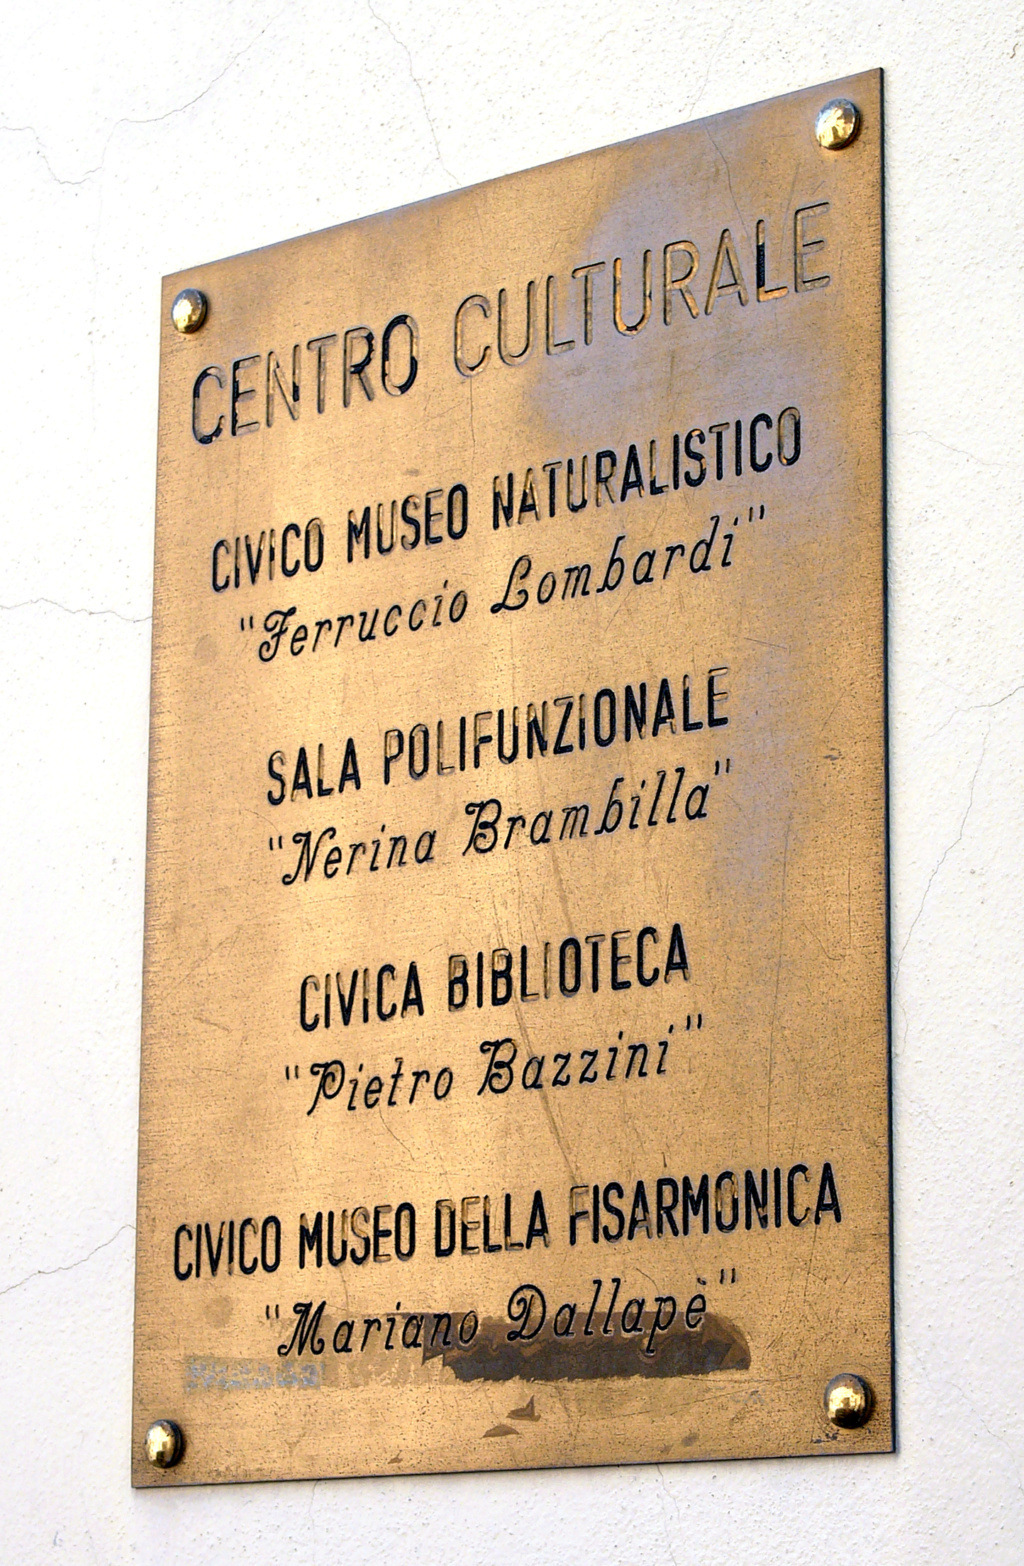 CENTRO CULTURALE
CIVICO MUSEO NATURALISTICO
"Ferruccio Lombardi"
SALA POLIFUNZIONALE
"Nerina Brambilla"
CIVICA BIBLIOTECA
"Pietro Bazzini"
CIVICO MUSEO DELLA FISARMONICA
"Mariano Dallapè"